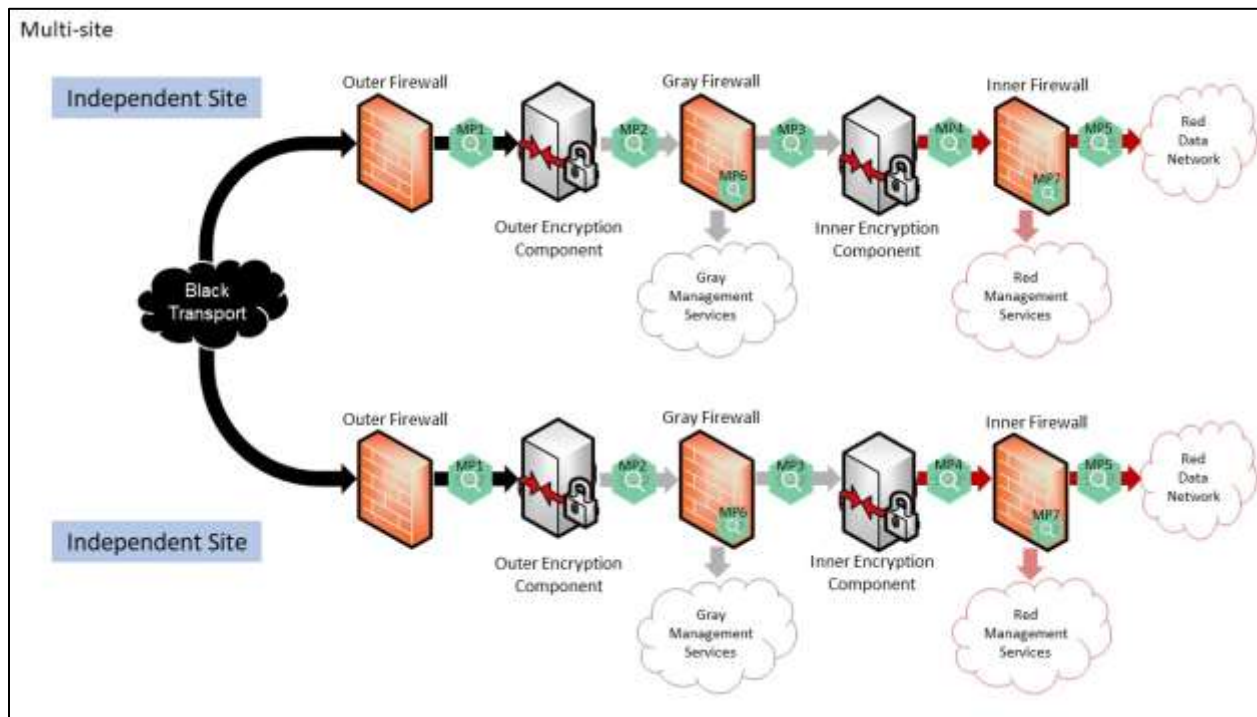 Multi-site
Independent Site
Outer Firewall
Gray Firewall
Inner Firewall
MP1
MP2
MP3
MP4
MP5
Red
Data
Network
MP6
MP7
Outer Encryption
Component
Inner Encryption
Component
Gray
Management
Services
Red
Management
Services
Black
Transport
Outer Firewall
Gray Firewall
Inner Firewall
MP1
MP2
MP3
MP4
MP5
Red
Data
Network
MP6
MP7
Independent Site
Outer Encryption
Component
Inner Encryption
Component
Gray
Management
Services
Red
Management
Services